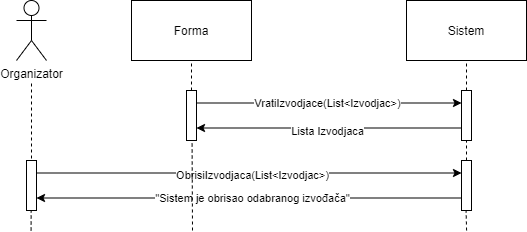 Forma
Sistem
Organizator
VratiIzvodjace(List<Izvodjac>)
Lista Izvodjaca
ObrisiIzvodjaca(List<Izvodjac>)
"Sistem je obrisao odabranog izvođača"